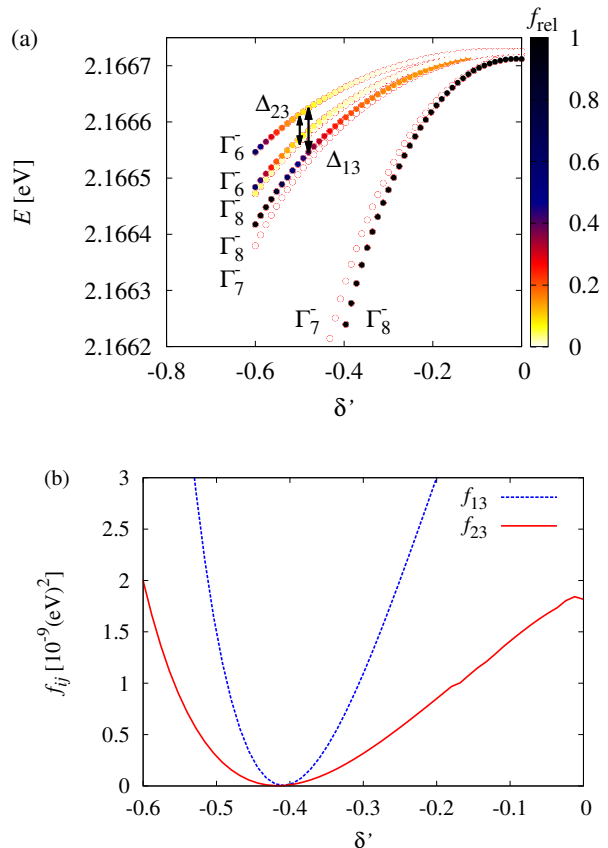 (a)
f_rel
2.1667
2.1666
2.1665
2.1664
2.1663
2.1662
E [eV]
Δ23
Δ13
Γ6-
Γ6-
Γ8-
Γ8-
Γ7-
Γ7- Γ8-
1
0.8
0.6
0.4
0.2
0
-0.8 -0.6 -0.4 -0.2 0
δ’
(b)
3
2.5
2
1.5
1
0.5
0
f_ij [10^-9(eV)^2]
f_13
f_23
-0.6 -0.5 -0.4 -0.3 -0.2 -0.1 0
δ’